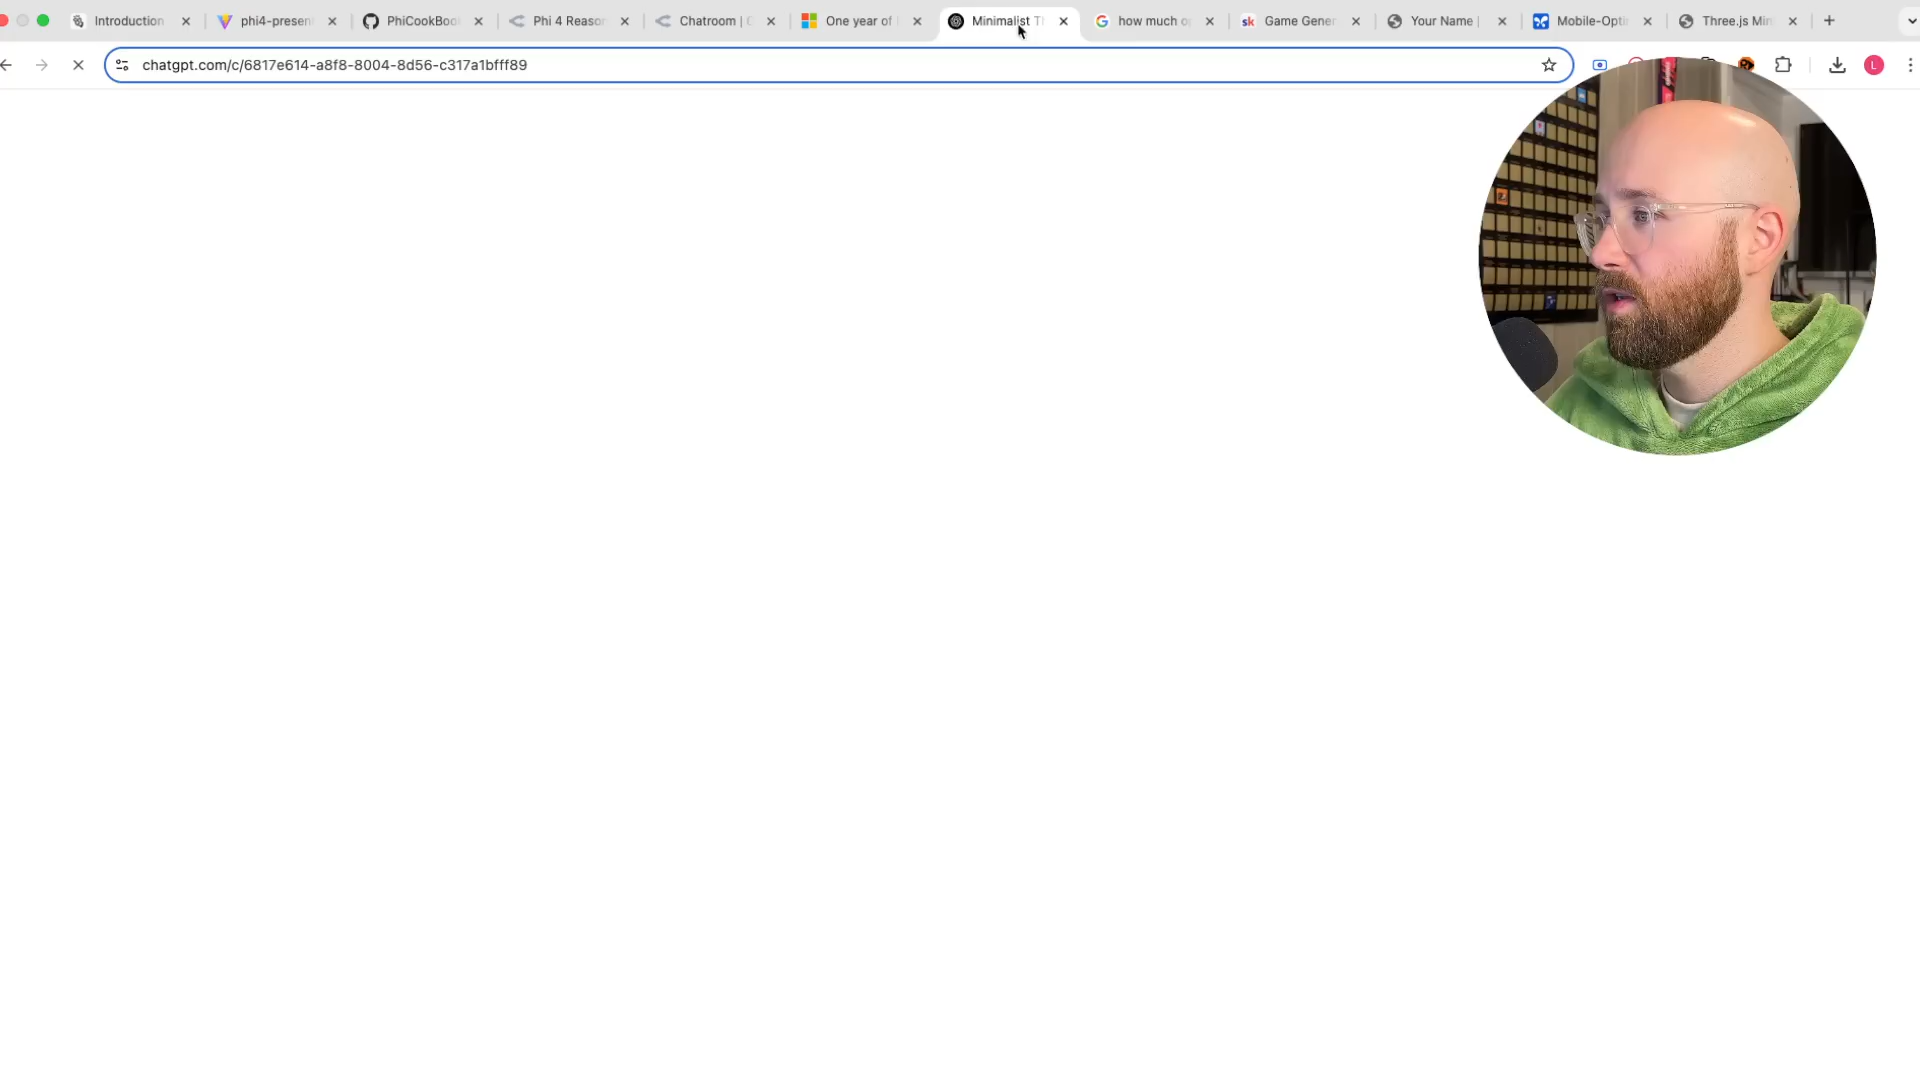 Introduction
phi4-presen
PhiCookBoo
Phi 4 Reaso
Chatroom |
One year of
Minimalist T
how much o
sk Game Gener
Your Name |
Mobile-Opti
Three.js Min
chatgpt.com/c/6817e614-a8f8-8004-8d56-c317a1bfff89
L